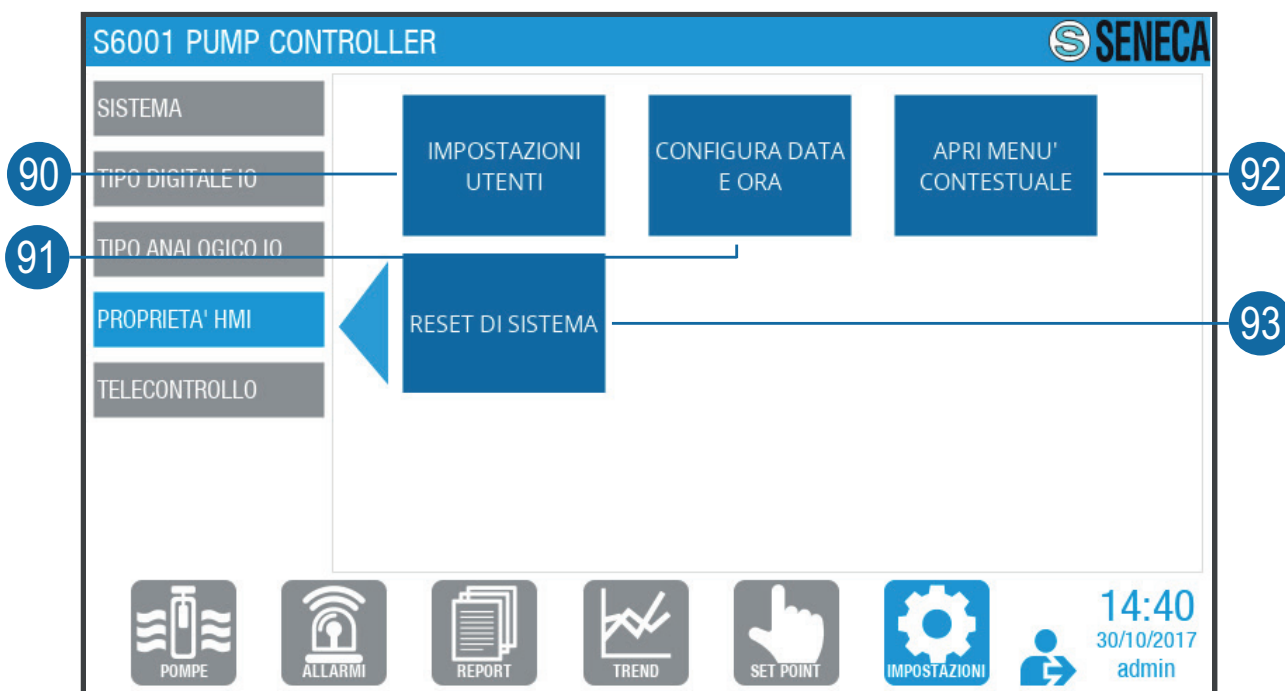 S6001 PUMP CONTROLLER
S SENECA
SISTEMA
TIPO DIGITALE IO
TIPO ANALOGICO IO
PROPRIETA' HMI
TELECONTROLLO
IMPOSTAZIONI
UTENTI
CONFIGURA DATA
E ORA
APRI MENU'
CONTESTUALE
RESET DI SISTEMA
90
91
92
93
POMPE
ALLARMI
REPORT
TREND
SET POINT
IMPOSTAZIONI
14:40
30/10/2017
admin